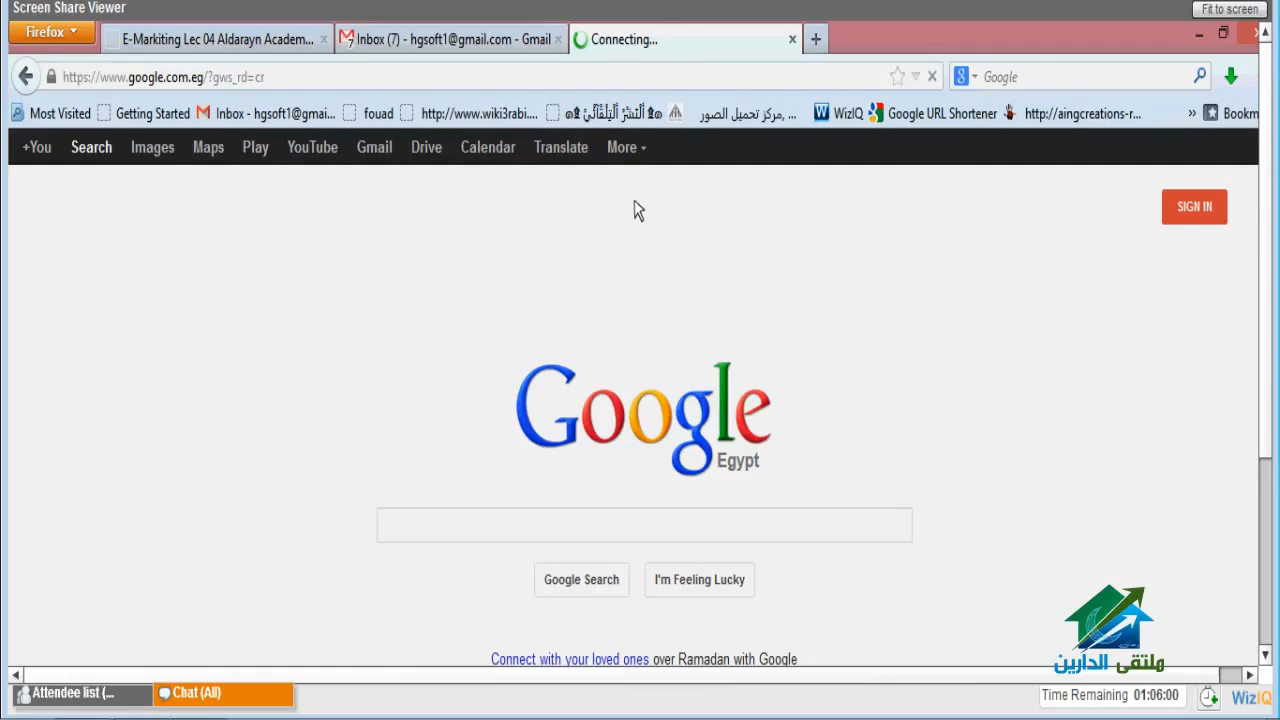 Screen Share Viewer
Fit to screen
Firefox
E-Markiting Lec 04 Aldarayn Academ...
Inbox (7) - hgsoft1@gmail.com - Gmail
Connecting...
https://www.google.com.eg/?gws_rd=cr
Google
Most Visited
Getting Started
Inbox - hgsoft1@gmai...
fouad
http://www.wiki3rabi...
مركز تحميل الصور, ...
WizIQ
Google URL Shortener
http://aingcreations-r...
»
Bookm
+You Search Images Maps Play YouTube Gmail Drive Calendar Translate More
SIGN IN
Google
Egypt
Google Search
I'm Feeling Lucky
Connect with your loved ones over Ramadan with Google
ملتقى الدارين
Attendee list (...
Chat (All)
Time Remaining 01:06:00
WizIQ